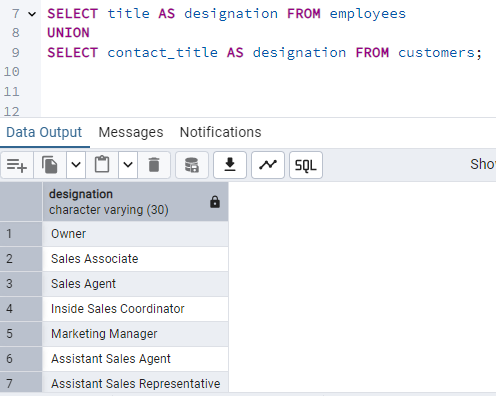 7 SELECT title AS designation FROM employees
8 UNION
9 SELECT contact_title AS designation FROM customers;
10
11
12
Data Output Messages Notifications
SQL
designation
character varying (30)
1 Owner
2 Sales Associate
3 Sales Agent
4 Inside Sales Coordinator
5 Marketing Manager
6 Assistant Sales Agent
7 Assistant Sales Representative